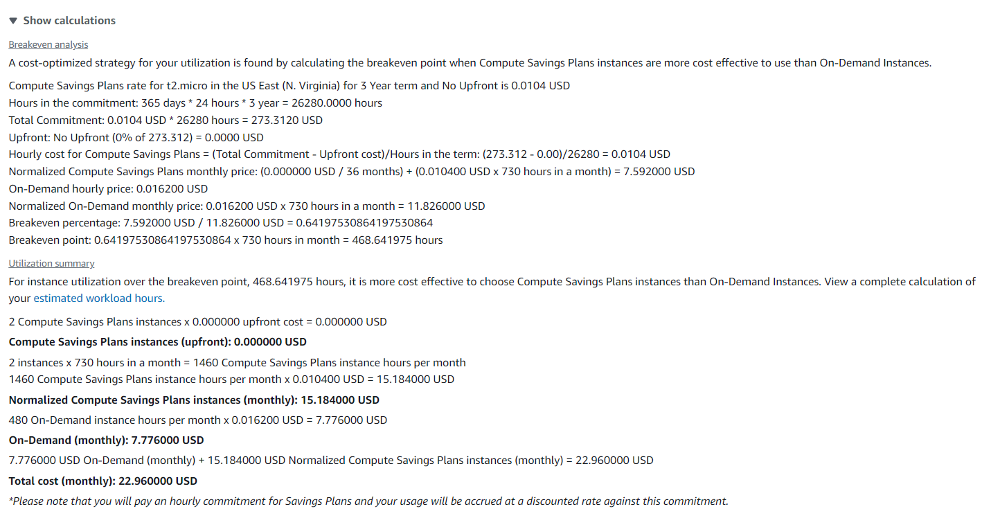 Show calculations
Breakeven analysis
A cost-optimized strategy for your utilization is found by calculating the breakeven point when Compute Savings Plans instances are more cost effective to use than On-Demand Instances.
Compute Savings Plans rate for t2.micro in the US East (N. Virginia) for 3 Year term and No Upfront is 0.0104 USD
Hours in the commitment: 365 days * 24 hours * 3 year = 26280.0000 hours
Total Commitment: 0.0104 USD * 26280 hours = 273.3120 USD
Upfront: No Upfront (0% of 273.312) = 0.0000 USD
Hourly cost for Compute Savings Plans = (Total Commitment - Upfront cost)/Hours in the term: (273.312 - 0.00)/26280 = 0.0104 USD
Normalized Compute Savings Plans monthly price: (0.000000 USD / 36 months) + (0.010400 USD x 730 hours in a month) = 7.592000 USD
On-Demand hourly price: 0.016200 USD
Normalized On-Demand monthly price: 0.016200 USD x 730 hours in a month = 11.826000 USD
Breakeven percentage: 7.592000 USD / 11.826000 USD = 0.64197530864197530864
Breakeven point: 0.64197530864197530864 x 730 hours in month = 468.641975 hours
Utilization summary
For instance utilization over the breakeven point, 468.641975 hours, it is more cost effective to choose Compute Savings Plans instances than On-Demand Instances. View a complete calculation of
your estimated workload hours.
2 Compute Savings Plans instances x 0.000000 upfront cost = 0.000000 USD
Compute Savings Plans instances (upfront): 0.000000 USD
2 instances x 730 hours in a month = 1460 Compute Savings Plans instance hours per month
1460 Compute Savings Plans instance hours per month x 0.010400 USD = 15.184000 USD
Normalized Compute Savings Plans instances (monthly): 15.184000 USD
480 On-Demand instance hours per month x 0.016200 USD = 7.776000 USD
On-Demand (monthly): 7.776000 USD
7.776000 USD On-Demand (monthly) + 15.184000 USD Normalized Compute Savings Plans instances (monthly) = 22.960000 USD
Total cost (monthly): 22.960000 USD
*Please note that you will pay an hourly commitment for Savings Plans and your usage will be accrued at a discounted rate against this commitment.